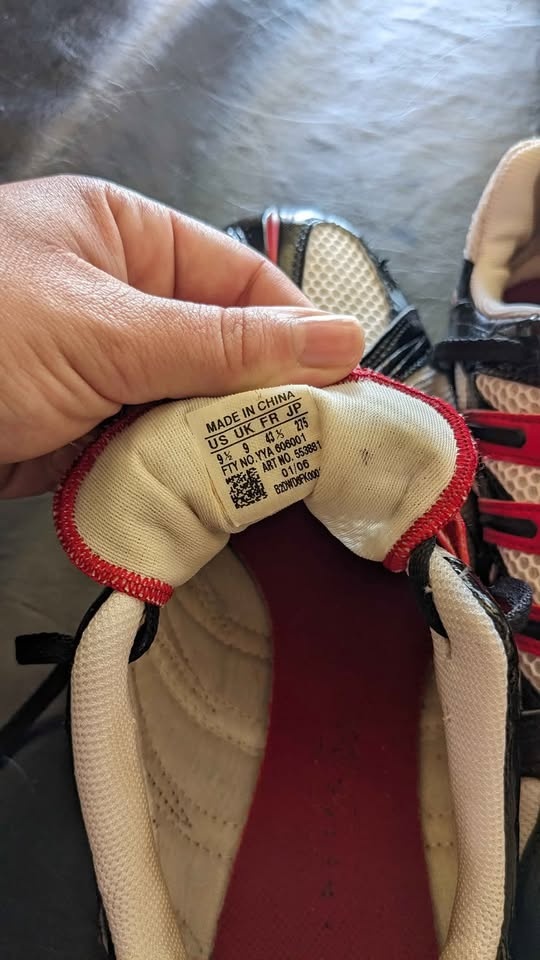 MADE IN CHINA
US UK FR JP
9½ 9 43⅓ 275
FTY NO.YYA 606001
ART NO. 553881
01/06